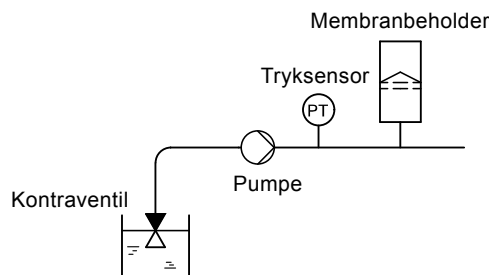 Membranbeholder
Tryksensor
PT
Pumpe
Kontraventil